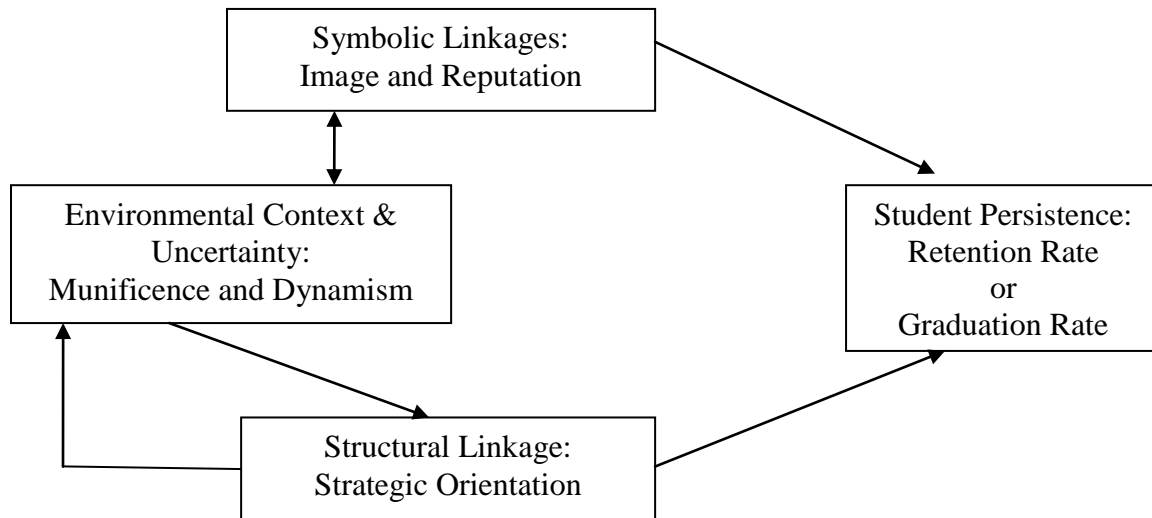 Symbolic Linkages:
Image and Reputation
Environmental Context &
Uncertainty:
Munificence and Dynamism
Student Persistence:
Retention Rate
or
Graduation Rate
Structural Linkage:
Strategic Orientation